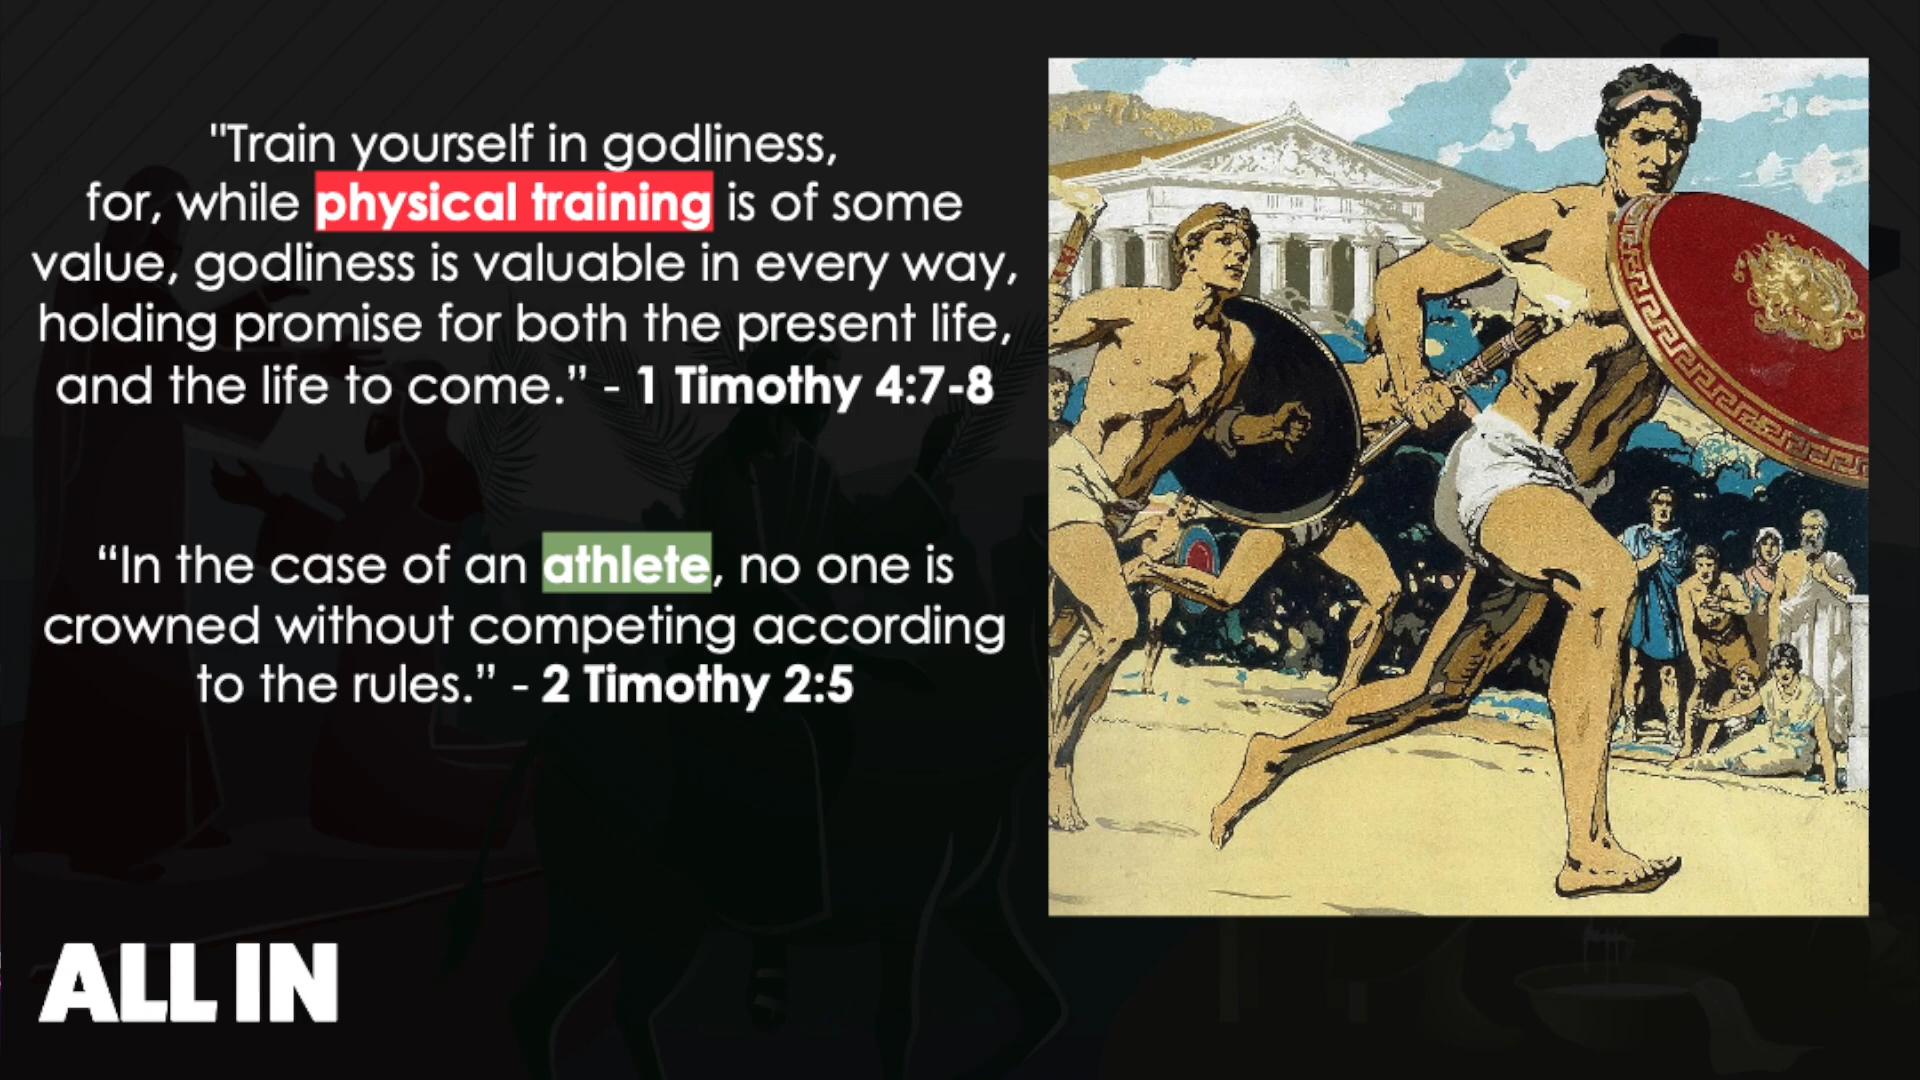 "Train yourself in godliness,
for, while physical training is of some
value, godliness is valuable in every way,
holding promise for both the present life,
and the life to come.” - 1 Timothy 4:7-8
“In the case of an athlete, no one is
crowned without competing according
to the rules.” - 2 Timothy 2:5
ALL IN